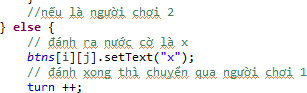 //nếu là người chơi 2
} else {
// đánh ra nước cờ là x
btns[i][j].setText("x");
// đánh xong thì chuyển qua người chơi 1
turn ++;